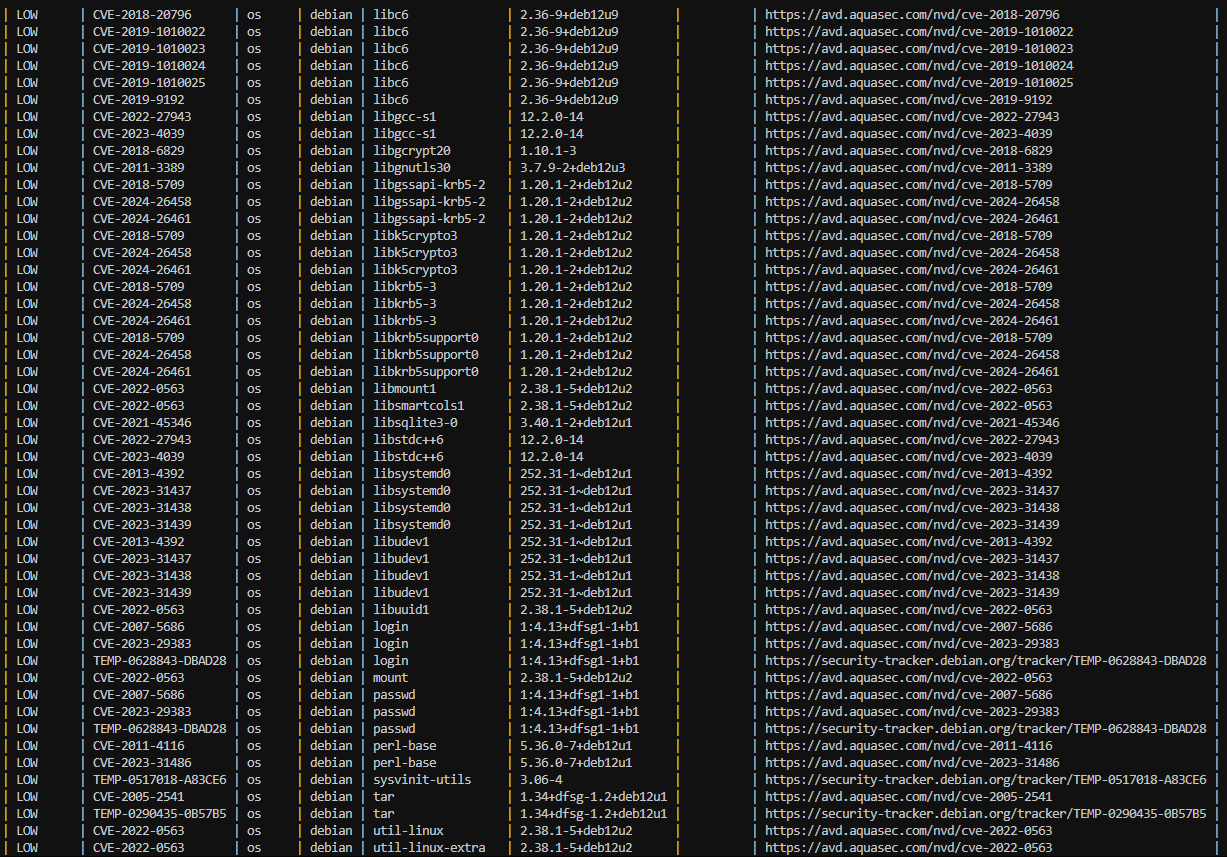 | LOW | CVE-2018-20796 | os | debian | libc6 | 2.36-9+deb12u9 | | https://avd.aquasec.com/nvd/cve-2018-20796 |
| LOW | CVE-2019-1010022 | os | debian | libc6 | 2.36-9+deb12u9 | | https://avd.aquasec.com/nvd/cve-2019-1010022 |
| LOW | CVE-2019-1010023 | os | debian | libc6 | 2.36-9+deb12u9 | | https://avd.aquasec.com/nvd/cve-2019-1010023 |
| LOW | CVE-2019-1010024 | os | debian | libc6 | 2.36-9+deb12u9 | | https://avd.aquasec.com/nvd/cve-2019-1010024 |
| LOW | CVE-2019-1010025 | os | debian | libc6 | 2.36-9+deb12u9 | | https://avd.aquasec.com/nvd/cve-2019-1010025 |
| LOW | CVE-2019-9192 | os | debian | libc6 | 2.36-9+deb12u9 | | https://avd.aquasec.com/nvd/cve-2019-9192 |
| LOW | CVE-2022-27943 | os | debian | libgcc-s1 | 12.2.0-14 | | https://avd.aquasec.com/nvd/cve-2022-27943 |
| LOW | CVE-2023-4039 | os | debian | libgcc-s1 | 12.2.0-14 | | https://avd.aquasec.com/nvd/cve-2023-4039 |
| LOW | CVE-2018-6829 | os | debian | libgcrypt20 | 1.10.1-3 | | https://avd.aquasec.com/nvd/cve-2018-6829 |
| LOW | CVE-2011-3389 | os | debian | libgnutls30 | 3.7.9-2+deb12u3 | | https://avd.aquasec.com/nvd/cve-2011-3389 |
| LOW | CVE-2018-5709 | os | debian | libgssapi-krb5-2 | 1.20.1-2+deb12u2 | | https://avd.aquasec.com/nvd/cve-2018-5709 |
| LOW | CVE-2024-26458 | os | debian | libgssapi-krb5-2 | 1.20.1-2+deb12u2 | | https://avd.aquasec.com/nvd/cve-2024-26458 |
| LOW | CVE-2024-26461 | os | debian | libgssapi-krb5-2 | 1.20.1-2+deb12u2 | | https://avd.aquasec.com/nvd/cve-2024-26461 |
| LOW | CVE-2018-5709 | os | debian | libk5crypto3 | 1.20.1-2+deb12u2 | | https://avd.aquasec.com/nvd/cve-2018-5709 |
| LOW | CVE-2024-26458 | os | debian | libk5crypto3 | 1.20.1-2+deb12u2 | | https://avd.aquasec.com/nvd/cve-2024-26458 |
| LOW | CVE-2024-26461 | os | debian | libk5crypto3 | 1.20.1-2+deb12u2 | | https://avd.aquasec.com/nvd/cve-2024-26461 |
| LOW | CVE-2018-5709 | os | debian | libkrb5-3 | 1.20.1-2+deb12u2 | | https://avd.aquasec.com/nvd/cve-2018-5709 |
| LOW | CVE-2024-26458 | os | debian | libkrb5-3 | 1.20.1-2+deb12u2 | | https://avd.aquasec.com/nvd/cve-2024-26458 |
| LOW | CVE-2024-26461 | os | debian | libkrb5-3 | 1.20.1-2+deb12u2 | | https://avd.aquasec.com/nvd/cve-2024-26461 |
| LOW | CVE-2018-5709 | os | debian | libkrb5support0 | 1.20.1-2+deb12u2 | | https://avd.aquasec.com/nvd/cve-2018-5709 |
| LOW | CVE-2024-26458 | os | debian | libkrb5support0 | 1.20.1-2+deb12u2 | | https://avd.aquasec.com/nvd/cve-2024-26458 |
| LOW | CVE-2024-26461 | os | debian | libkrb5support0 | 1.20.1-2+deb12u2 | | https://avd.aquasec.com/nvd/cve-2024-26461 |
| LOW | CVE-2022-0563 | os | debian | libmount1 | 2.38.1-5+deb12u2 | | https://avd.aquasec.com/nvd/cve-2022-0563 |
| LOW | CVE-2022-0563 | os | debian | libsmartcols1 | 2.38.1-5+deb12u2 | | https://avd.aquasec.com/nvd/cve-2022-0563 |
| LOW | CVE-2021-45346 | os | debian | libsqlite3-0 | 3.40.1-2+deb12u1 | | https://avd.aquasec.com/nvd/cve-2021-45346 |
| LOW | CVE-2022-27943 | os | debian | libstdc++6 | 12.2.0-14 | | https://avd.aquasec.com/nvd/cve-2022-27943 |
| LOW | CVE-2023-4039 | os | debian | libstdc++6 | 12.2.0-14 | | https://avd.aquasec.com/nvd/cve-2023-4039 |
| LOW | CVE-2013-4392 | os | debian | libsystemd0 | 252.31-1~deb12u1 | | https://avd.aquasec.com/nvd/cve-2013-4392 |
| LOW | CVE-2023-31437 | os | debian | libsystemd0 | 252.31-1~deb12u1 | | https://avd.aquasec.com/nvd/cve-2023-31437 |
| LOW | CVE-2023-31438 | os | debian | libsystemd0 | 252.31-1~deb12u1 | | https://avd.aquasec.com/nvd/cve-2023-31438 |
| LOW | CVE-2023-31439 | os | debian | libsystemd0 | 252.31-1~deb12u1 | | https://avd.aquasec.com/nvd/cve-2023-31439 |
| LOW | CVE-2013-4392 | os | debian | libudev1 | 252.31-1~deb12u1 | | https://avd.aquasec.com/nvd/cve-2013-4392 |
| LOW | CVE-2023-31437 | os | debian | libudev1 | 252.31-1~deb12u1 | | https://avd.aquasec.com/nvd/cve-2023-31437 |
| LOW | CVE-2023-31438 | os | debian | libudev1 | 252.31-1~deb12u1 | | https://avd.aquasec.com/nvd/cve-2023-31438 |
| LOW | CVE-2023-31439 | os | debian | libudev1 | 252.31-1~deb12u1 | | https://avd.aquasec.com/nvd/cve-2023-31439 |
| LOW | CVE-2022-0563 | os | debian | libuuid1 | 2.38.1-5+deb12u2 | | https://avd.aquasec.com/nvd/cve-2022-0563 |
| LOW | CVE-2007-5686 | os | debian | login | 1:4.13+dfsg1-1+b1 | | https://avd.aquasec.com/nvd/cve-2007-5686 |
| LOW | CVE-2023-29383 | os | debian | login | 1:4.13+dfsg1-1+b1 | | https://avd.aquasec.com/nvd/cve-2023-29383 |
| LOW | TEMP-0628843-DBAD28 | os | debian | login | 1:4.13+dfsg1-1+b1 | | https://security-tracker.debian.org/tracker/TEMP-0628843-DBAD28 |
| LOW | CVE-2022-0563 | os | debian | mount | 2.38.1-5+deb12u2 | | https://avd.aquasec.com/nvd/cve-2022-0563 |
| LOW | CVE-2007-5686 | os | debian | passwd | 1:4.13+dfsg1-1+b1 | | https://avd.aquasec.com/nvd/cve-2007-5686 |
| LOW | CVE-2023-29383 | os | debian | passwd | 1:4.13+dfsg1-1+b1 | | https://avd.aquasec.com/nvd/cve-2023-29383 |
| LOW | TEMP-0628843-DBAD28 | os | debian | passwd | 1:4.13+dfsg1-1+b1 | | https://security-tracker.debian.org/tracker/TEMP-0628843-DBAD28 |
| LOW | CVE-2011-4116 | os | debian | perl-base | 5.36.0-7+deb12u1 | | https://avd.aquasec.com/nvd/cve-2011-4116 |
| LOW | CVE-2023-31486 | os | debian | perl-base | 5.36.0-7+deb12u1 | | https://avd.aquasec.com/nvd/cve-2023-31486 |
| LOW | TEMP-0517018-A83CE6 | os | debian | sysvinit-utils | 3.06-4 | | https://security-tracker.debian.org/tracker/TEMP-0517018-A83CE6 |
| LOW | CVE-2005-2541 | os | debian | tar | 1.34+dfsg-1.2+deb12u1 | | https://avd.aquasec.com/nvd/cve-2005-2541 |
| LOW | TEMP-0290435-0B57B5 | os | debian | tar | 1.34+dfsg-1.2+deb12u1 | | https://security-tracker.debian.org/tracker/TEMP-0290435-0B57B5 |
| LOW | CVE-2022-0563 | os | debian | util-linux | 2.38.1-5+deb12u2 | | https://avd.aquasec.com/nvd/cve-2022-0563 |
| LOW | CVE-2022-0563 | os | debian | util-linux-extra | 2.38.1-5+deb12u2 | | https://avd.aquasec.com/nvd/cve-2022-0563 |